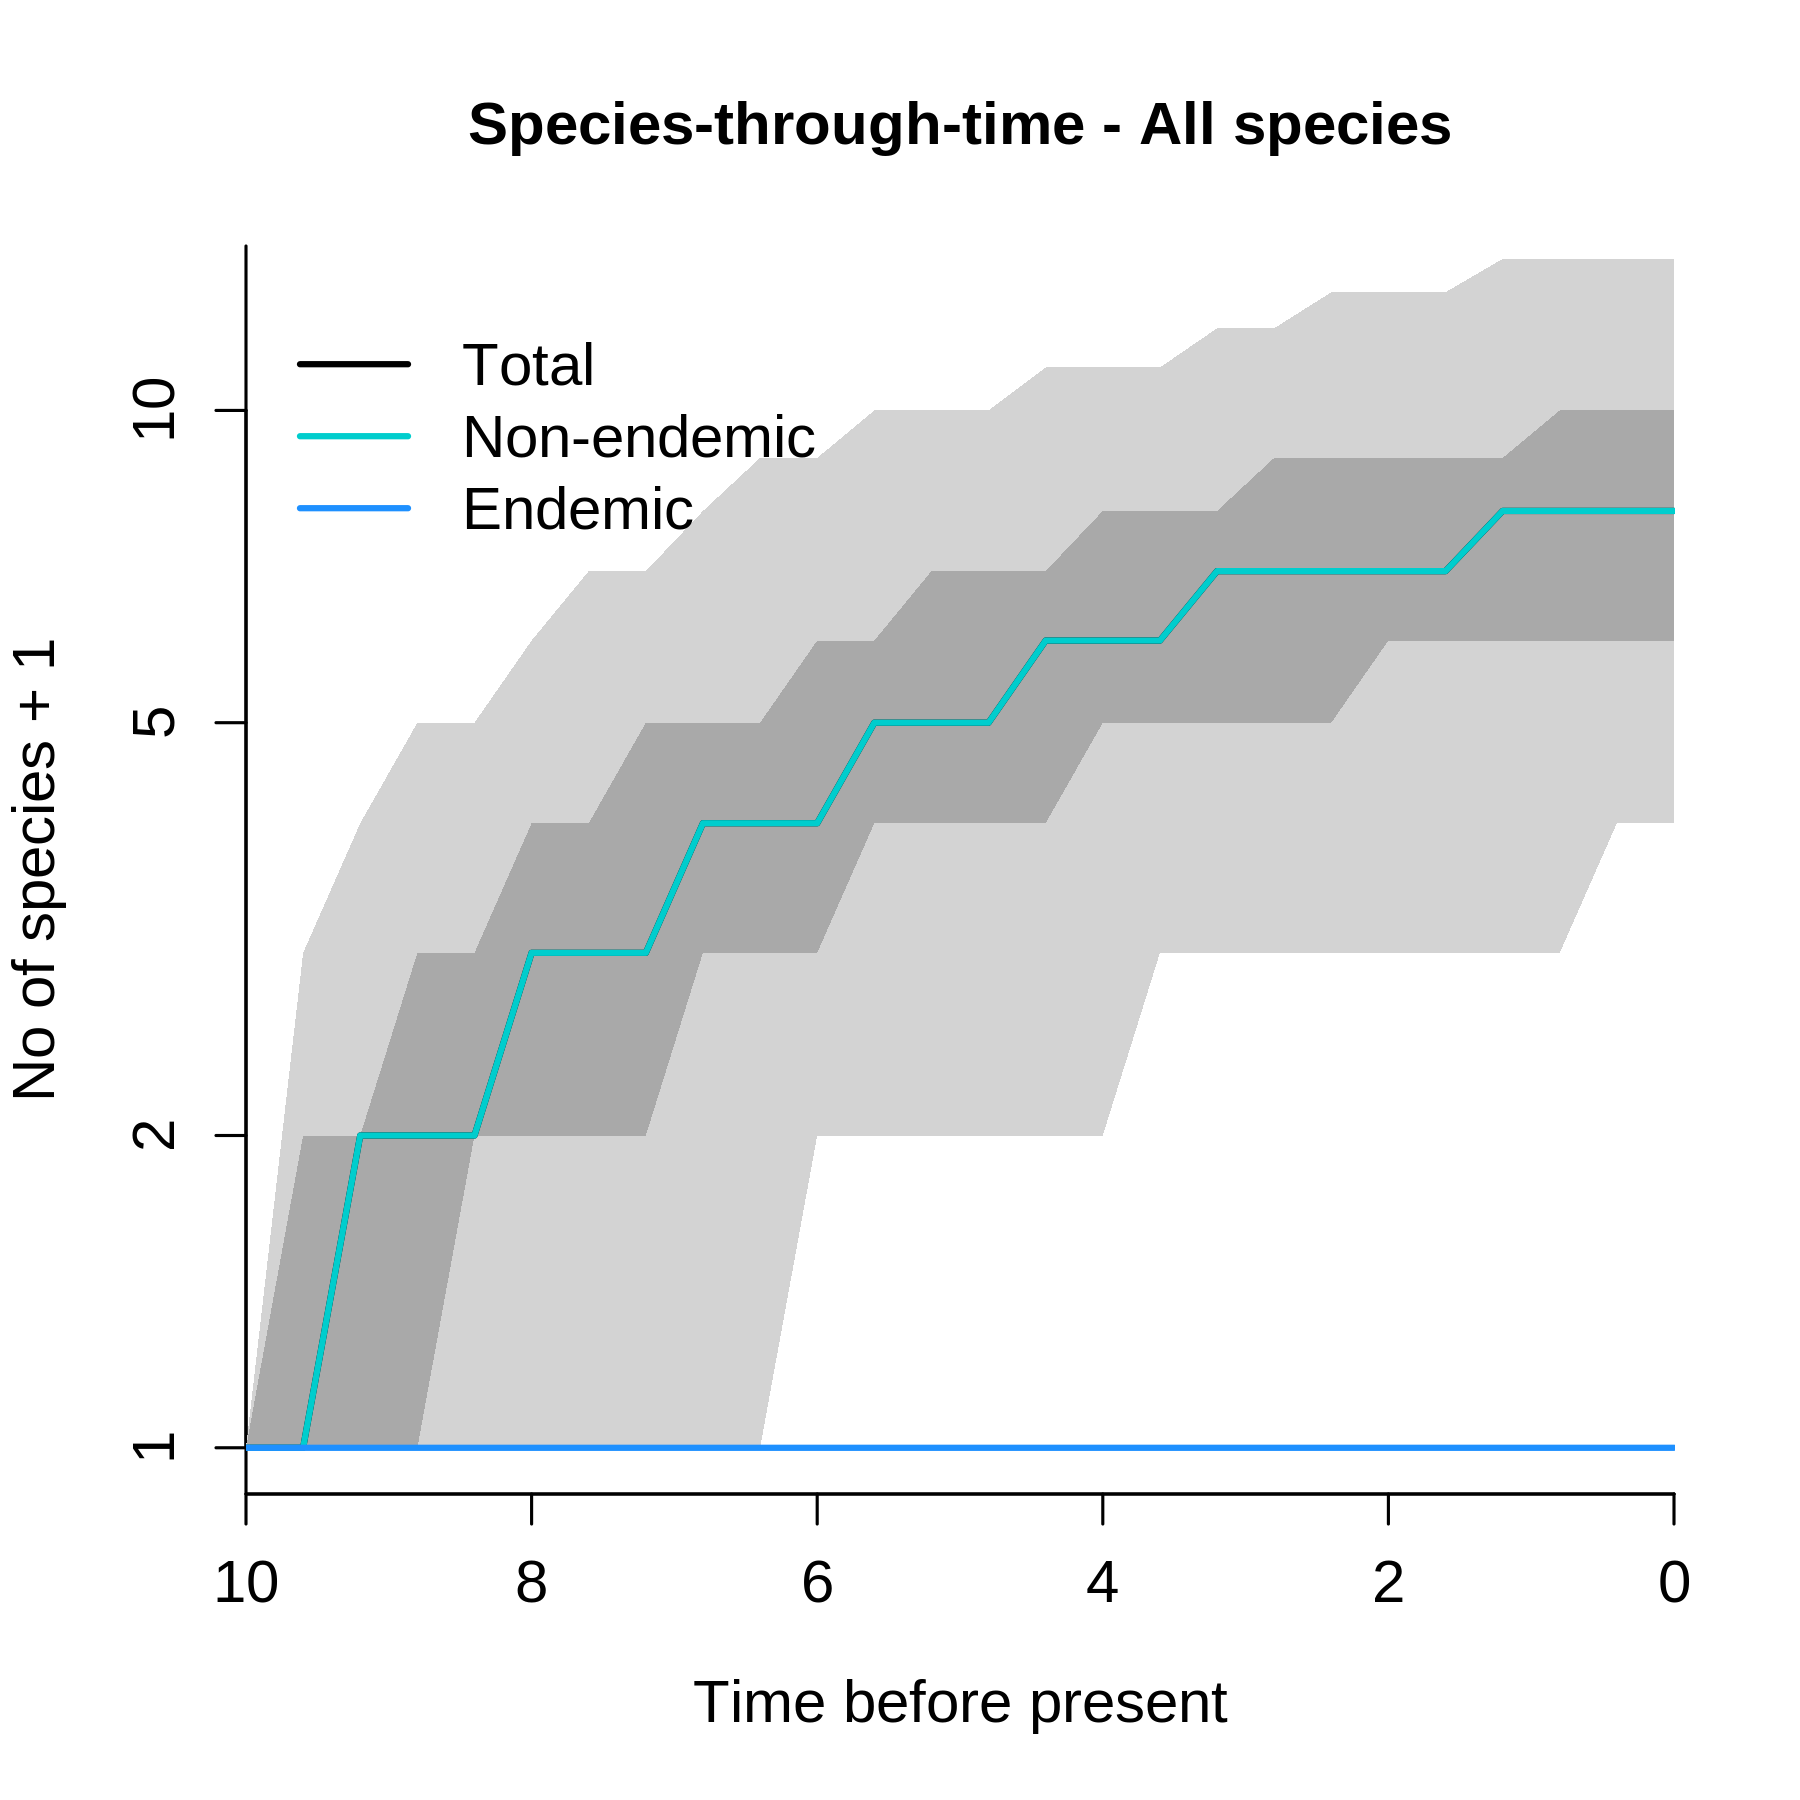 Species-through-time - All species
Total
Non-endemic
Endemic
No of species + 1
10
5
2
1
10 8 6 4 2 0
Time before present